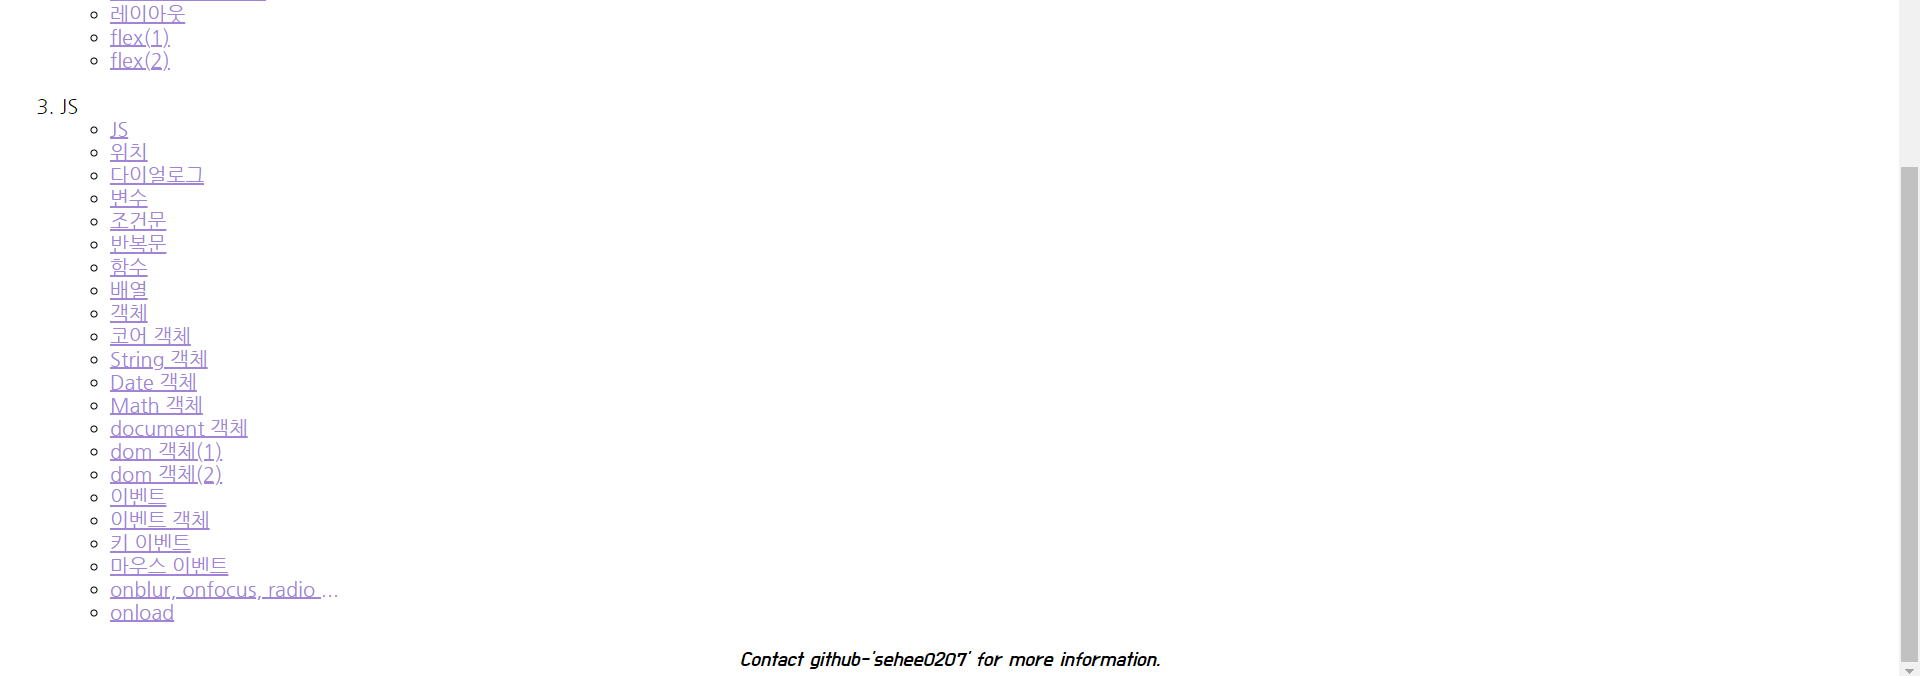 레이아웃
flex(1)
flex(2)
3. JS
JS
위치
다이얼로그
변수
조건문
반복문
함수
배열
객체
코어 객체
String 객체
Date 객체
Math 객체
document 객체
dom 객체(1)
dom 객체(2)
이벤트
이벤트 객체
키 이벤트
마우스 이벤트
onblur, onfocus, radio ...
onload
Contact github-'sehee0207' for more information.